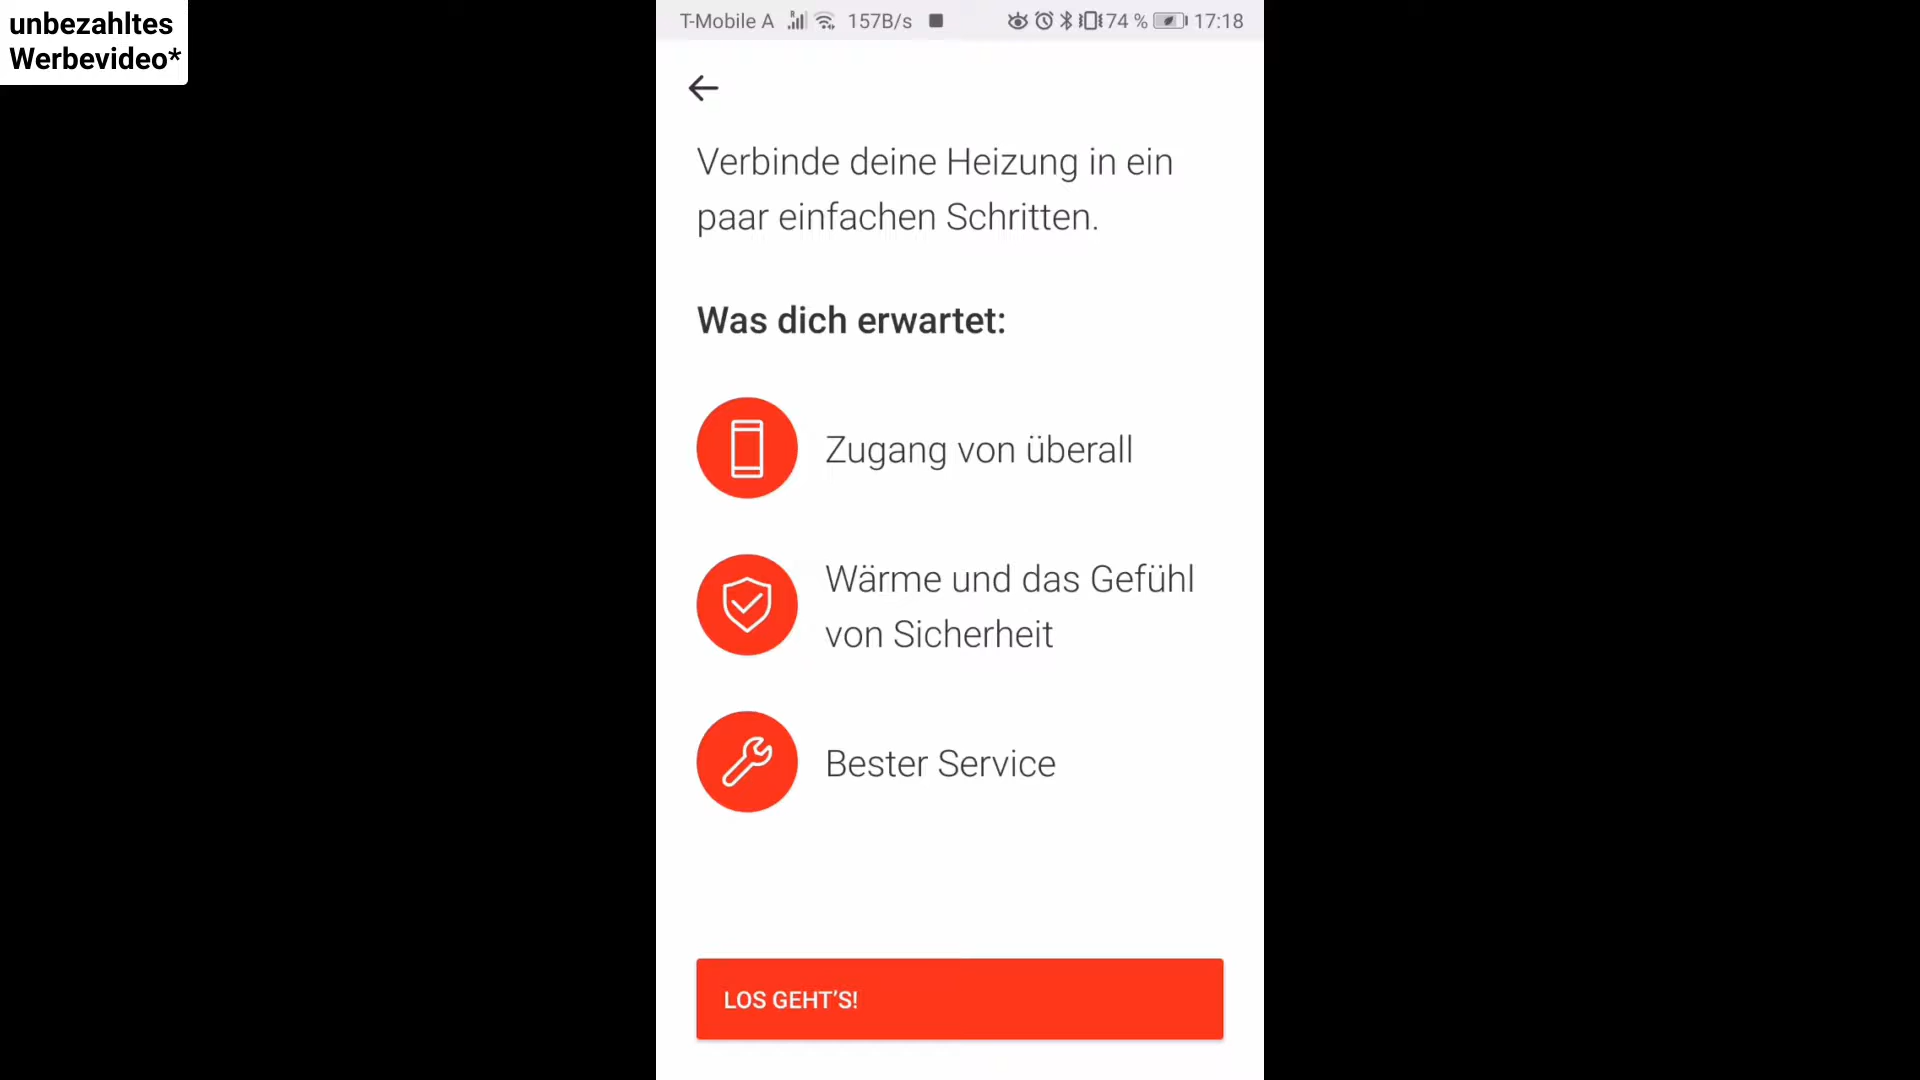 unbezahltes
Werbevideo*
T-Mobile A 157B/s 74 % 17:18
Verbinde deine Heizung in ein
paar einfachen Schritten.
Was dich erwartet:
Zugang von überall
Wärme und das Gefühl
von Sicherheit
Bester Service
LOS GEHT’S!